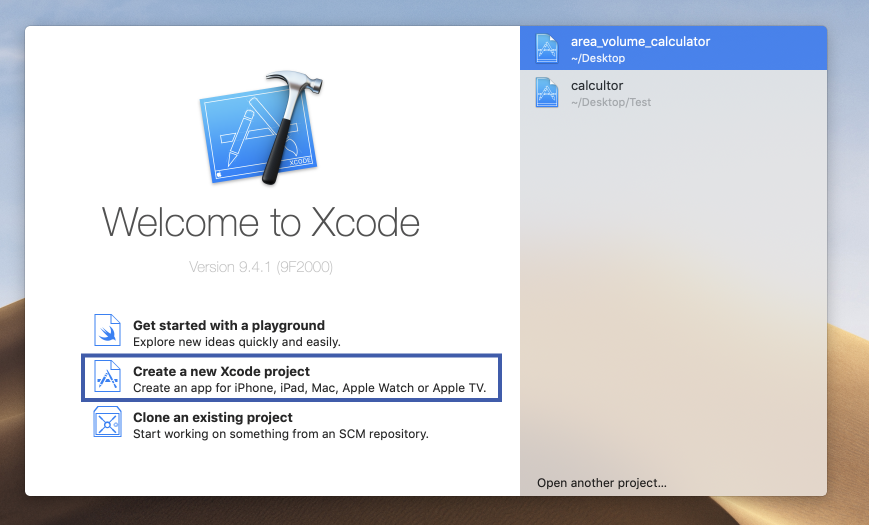 XCODE
Welcome to Xcode
Version 9.4.1 (9F2000)
Get started with a playground
Explore new ideas quickly and easily.
Create a new Xcode project
Create an app for iPhone, iPad, Mac, Apple Watch or Apple TV.
Clone an existing project
Start working on something from an SCM repository.
area_volume_calculator
~/Desktop
calcultor
~/Desktop/Test
Open another project...